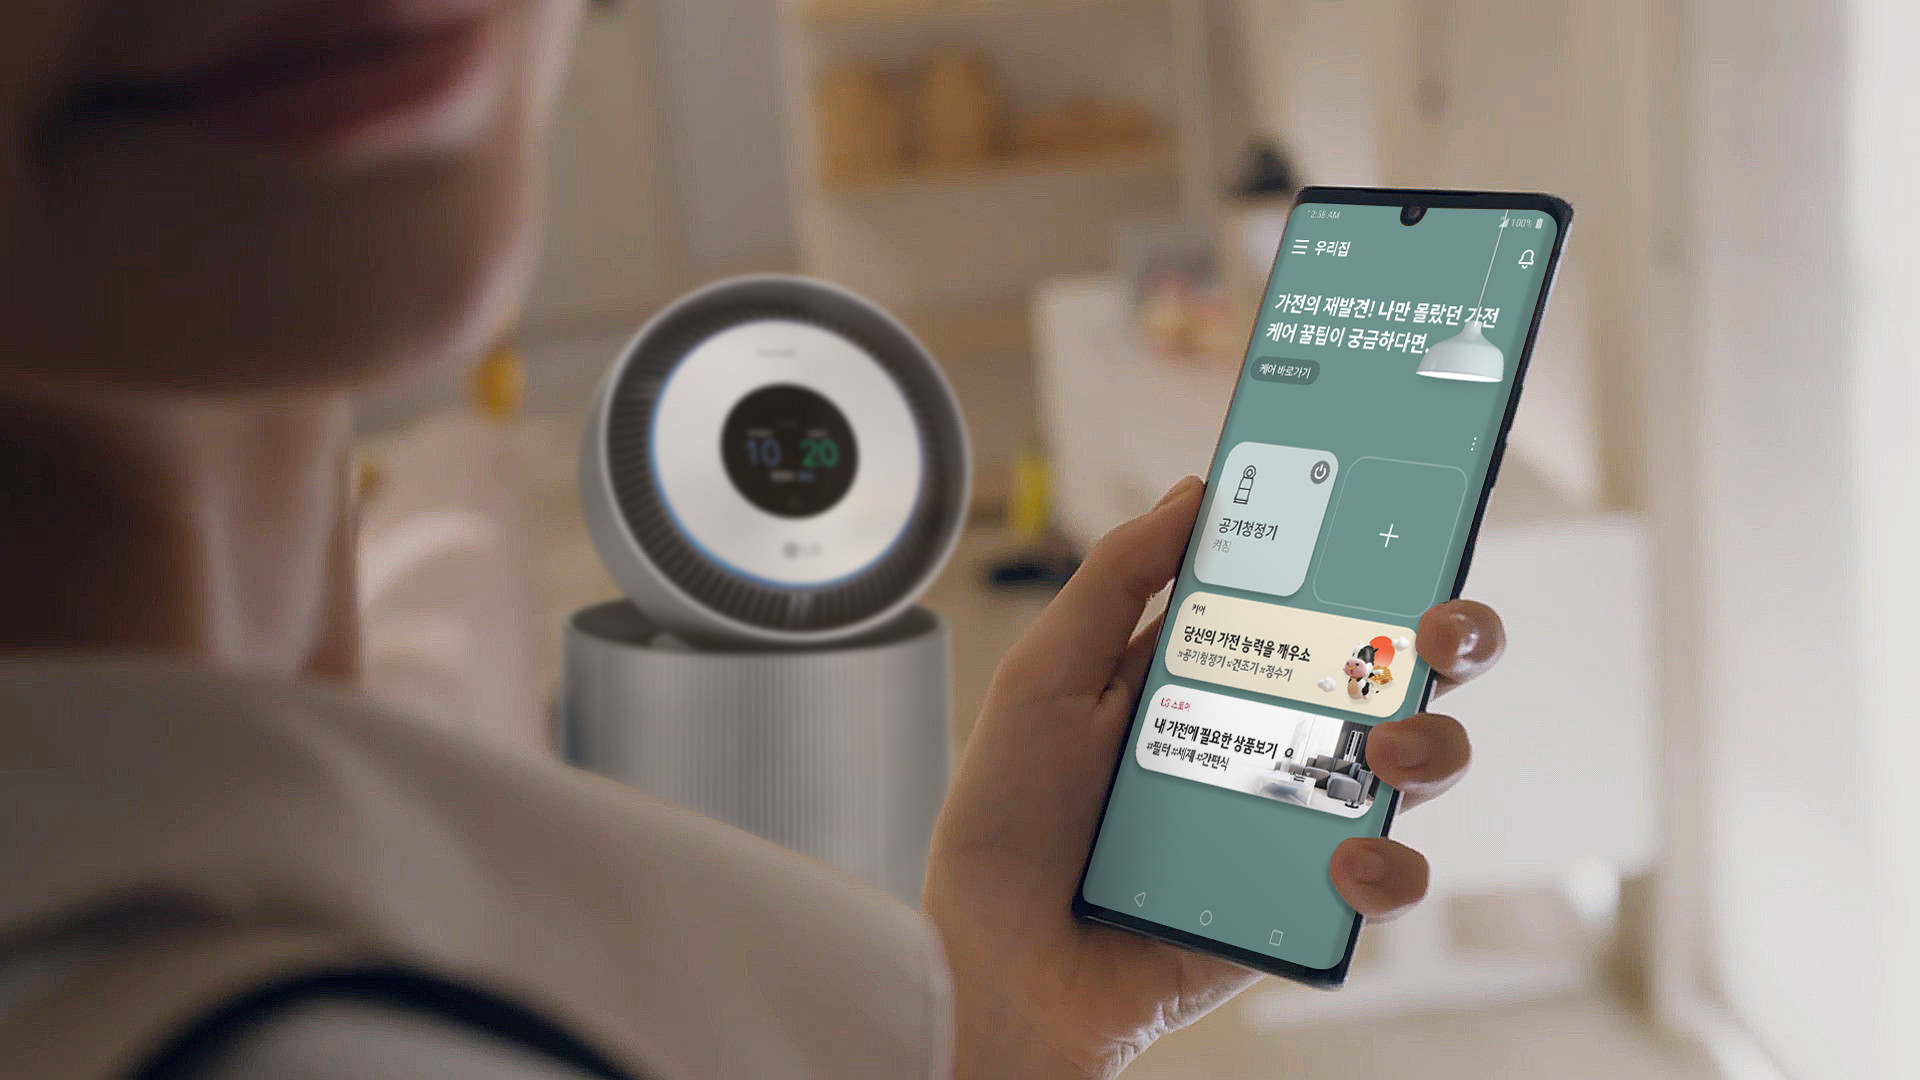 12:56 AM
100%
우리집
가전의 재발견! 나만 몰랐던 가전
케어 꿀팁이 궁금하다면.
케어 바로가기
공기청정기
켜짐
케어
당신의 가전 능력을 깨우소
#공기청정기 #건조기 #정수기
LG 스토어
내 가전에 필요한 상품보기
#필터 #세제 #간편식
10 20
LG